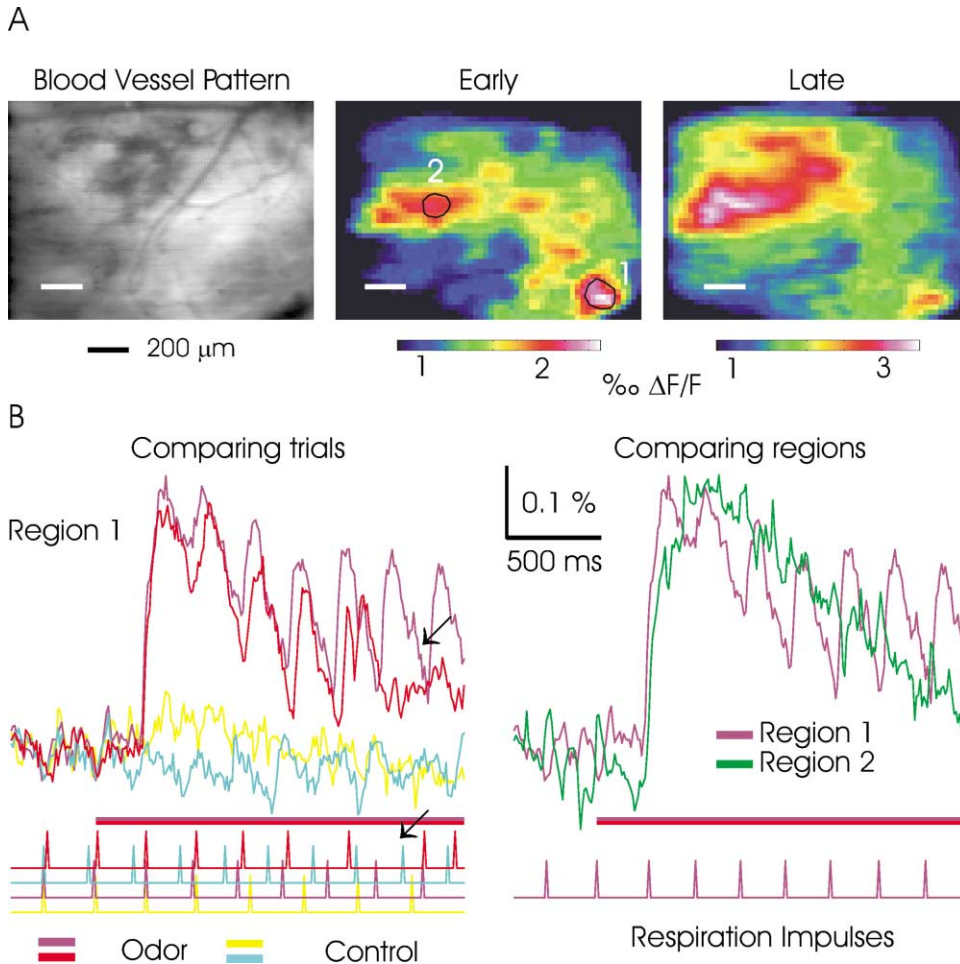 A
Blood Vessel Pattern
Early
Late
2
1
200 μm
1 2
‰ ΔF/F
1 3
B
Comparing trials
Comparing regions
Region 1
0.1 %
500 ms
Region 1
Region 2
Odor
Control
Respiration Impulses